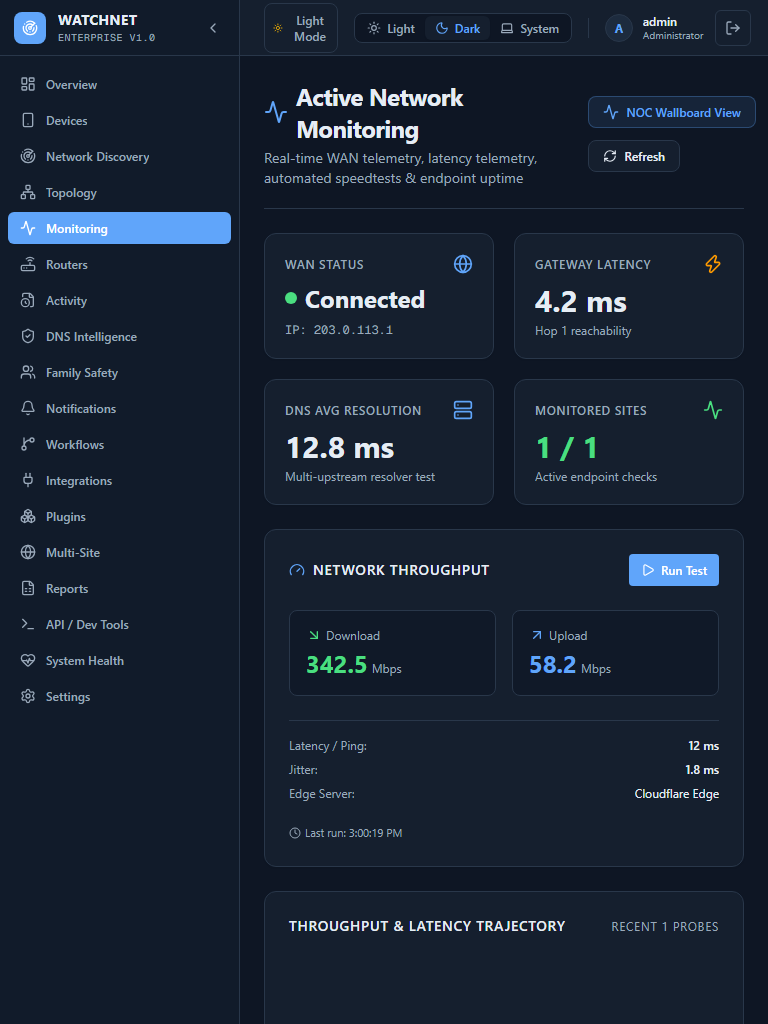 WATCHNET
ENTERPRISE V1.0
Light
Mode
Light
Dark
System
A
admin
Administrator
Overview
Devices
Network Discovery
Topology
Monitoring
Routers
Activity
DNS Intelligence
Family Safety
Notifications
Workflows
Integrations
Plugins
Multi-Site
Reports
API / Dev Tools
System Health
Settings
Active Network
Monitoring
Real-time WAN telemetry, latency telemetry,
automated speedtests & endpoint uptime
NOC Wallboard View
Refresh
WAN STATUS
Connected
IP: 203.0.113.1
GATEWAY LATENCY
4.2 ms
Hop 1 reachability
DNS AVG RESOLUTION
12.8 ms
Multi-upstream resolver test
MONITORED SITES
1 / 1
Active endpoint checks
NETWORK THROUGHPUT
Run Test
Download
342.5 Mbps
Upload
58.2 Mbps
Latency / Ping: 12 ms
Jitter: 1.8 ms
Edge Server: Cloudflare Edge
Last run: 3:00:19 PM
THROUGHPUT & LATENCY TRAJECTORY
RECENT 1 PROBES